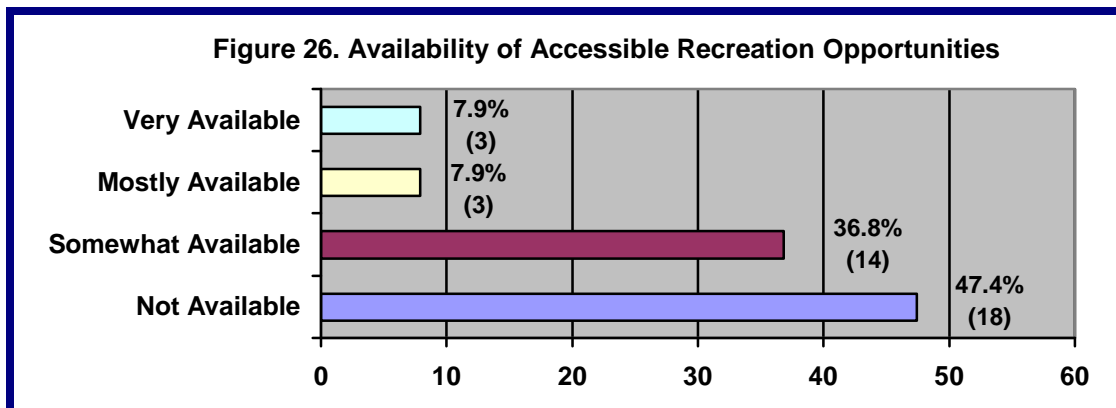 Figure 26. Availability of Accessible Recreation Opportunities
Very Available
7.9%
(3)
Mostly Available
7.9%
(3)
Somewhat Available
36.8%
(14)
Not Available
47.4%
(18)
0 10 20 30 40 50 60